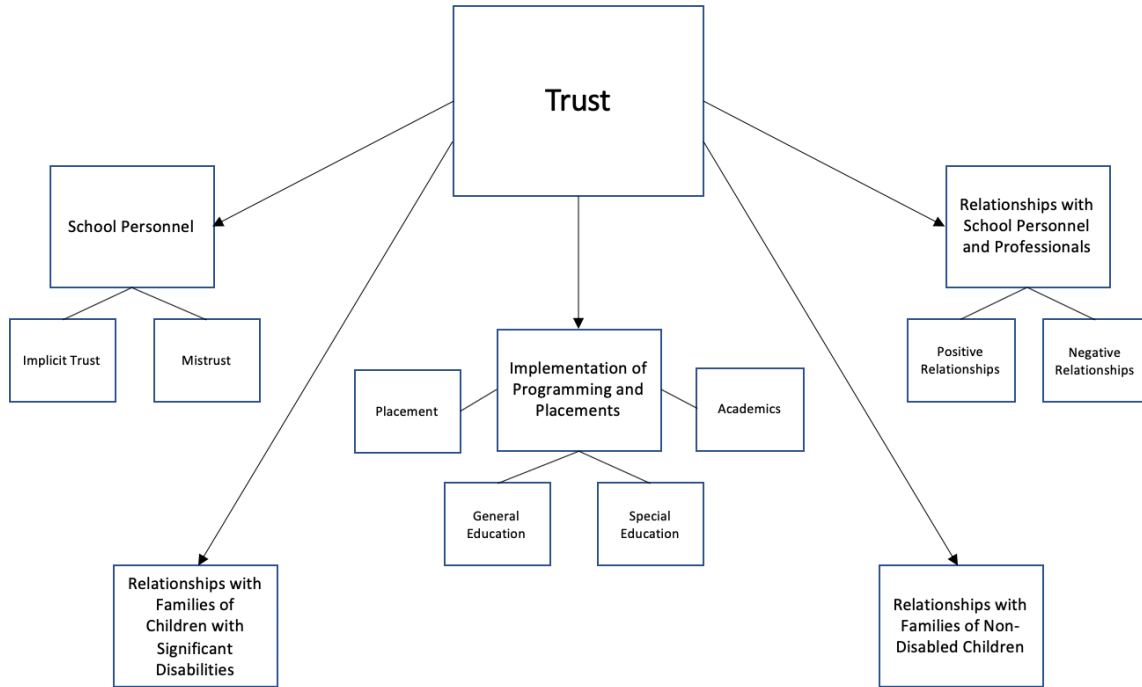 Trust
School Personnel
Relationships with
School Personnel
and Professionals
Implicit Trust
Mistrust
Positive
Relationships
Negative
Relationships
Implementation of
Programming and
Placements
Placement
Academics
General
Education
Special
Education
Relationships with
Families of
Children with
Significant
Disabilities
Relationships with
Families of Non-
Disabled Children